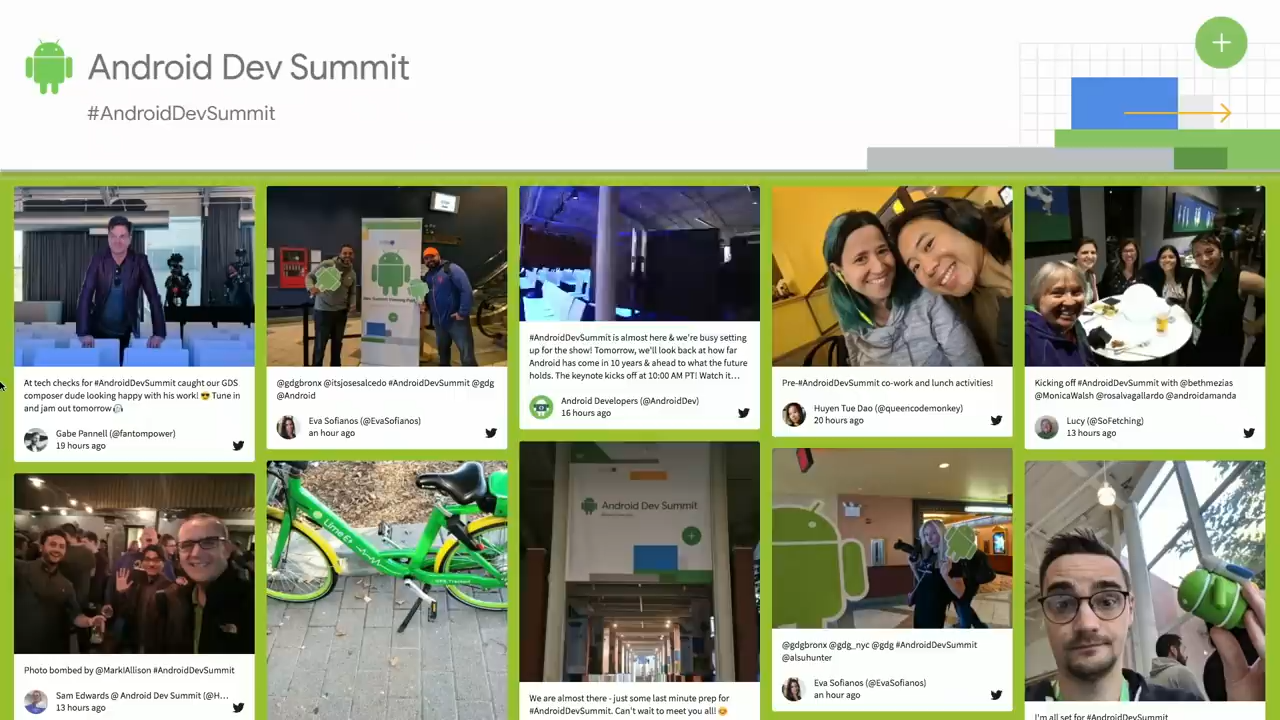 Android Dev Summit
#AndroidDevSummit
At tech checks for #AndroidDevSummit caught our GDS
composer dude looking happy with his work! 😎 Tune in
and jam out tomorrow 🎧
Gabe Pannell (@fantompower)
19 hours ago
Photo bombed by @MarkIAllison #AndroidDevSummit
Sam Edwards @ Android Dev Summit (@H...
13 hours ago
@gdgbronx @itsjosesalcedo #AndroidDevSummit @gdg
@Android
Eva Sofianos (@EvaSofianos)
an hour ago
Lime-E
#AndroidDevSummit is almost here & we're busy setting
up for the show! Tomorrow, we'll look back at how far
Android has come in 10 years & ahead to what the future
holds. The keynote kicks off at 10:00 AM PT! Watch it...
Android Developers (@AndroidDev)
16 hours ago
Android Dev Summit
We are almost there - just some last minute prep for
#AndroidDevSummit. Can't wait to meet you all! 😊
Pre-#AndroidDevSummit co-work and lunch activities!
Huyen Tue Dao (@queencodemonkey)
20 hours ago
@gdgbronx @gdg_nyc @gdg #AndroidDevSummit
@alsuhunter
Eva Sofianos (@EvaSofianos)
an hour ago
Kicking off #AndroidDevSummit with @bethmezias
@MonicaWalsh @rosalvagallardo @androidamanda
Lucy (@SoFetching)
13 hours ago
I'm all set for #AndroidDevSummit